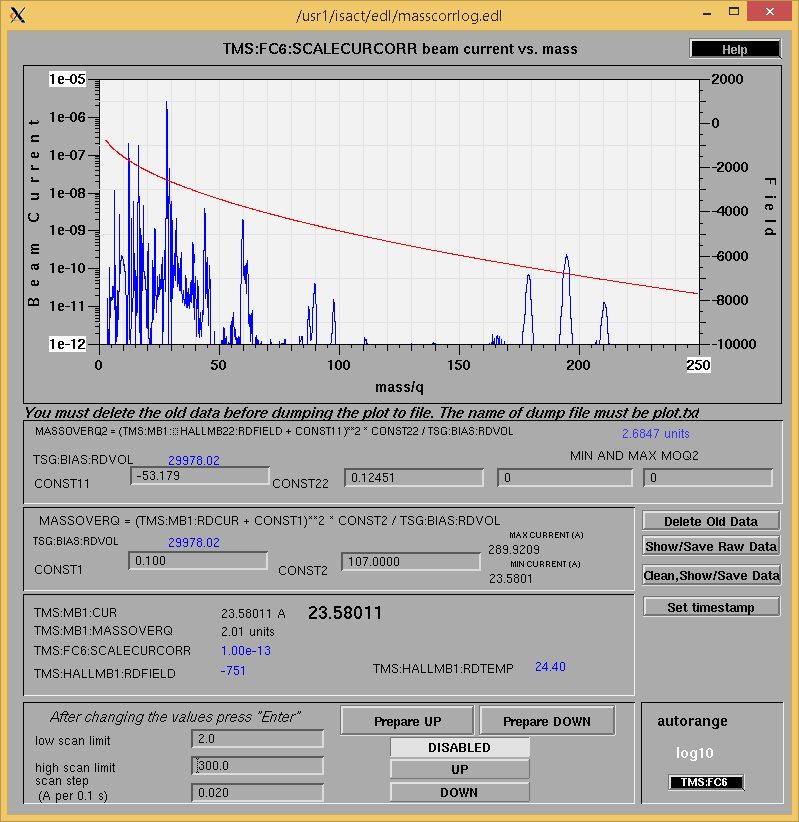 /usr1/isact/edl/masscorrlog.edl
TMS:FC6:SCALECURCORR beam current vs. mass
Help
1e-05
1e-06
1e-07
1e-08
1e-09
1e-10
1e-11
1e-12
Beam Current
2000
0
-2000
-4000
-6000
-8000
-10000
Field
0 50 100 150 200 250
mass/q
You must delete the old data before dumping the plot to file. The name of dump file must be plot.txt
MASSOVERQ2 = (TMS:MB1:HALLMB22:RDFIELD + CONST11)**2 * CONST22 / TSG:BIAS:RDVOL
2.6847 units
TSG:BIAS:RDVOL 29978.02
MIN AND MAX MOQ2
CONST11 -53.179 CONST22 0.12451 0 0
MASSOVERQ = (TMS:MB1:RDCUR + CONST1)**2 * CONST2 / TSG:BIAS:RDVOL
TSG:BIAS:RDVOL 29978.02
MAX CURRENT (A)
289.9209
CONST1 0.100 CONST2 107.0000
MIN CURRENT (A)
23.5801
Delete Old Data
Show/Save Raw Data
Clean,Show/Save Data
Set timestamp
TMS:MB1:CUR 23.58011 A 23.58011
TMS:MB1:MASSOVERQ 2.01 units
TMS:FC6:SCALECURCORR 1.00e-13
TMS:HALLMB1:RDFIELD -751 TMS:HALLMB1:RDTEMP 24.40
After changing the values press "Enter"
low scan limit 2.0
high scan limit 300.0
scan step
(A per 0.1 s) 0.020
Prepare UP
Prepare DOWN
DISABLED
UP
DOWN
autorange
log10
TMS:FC6